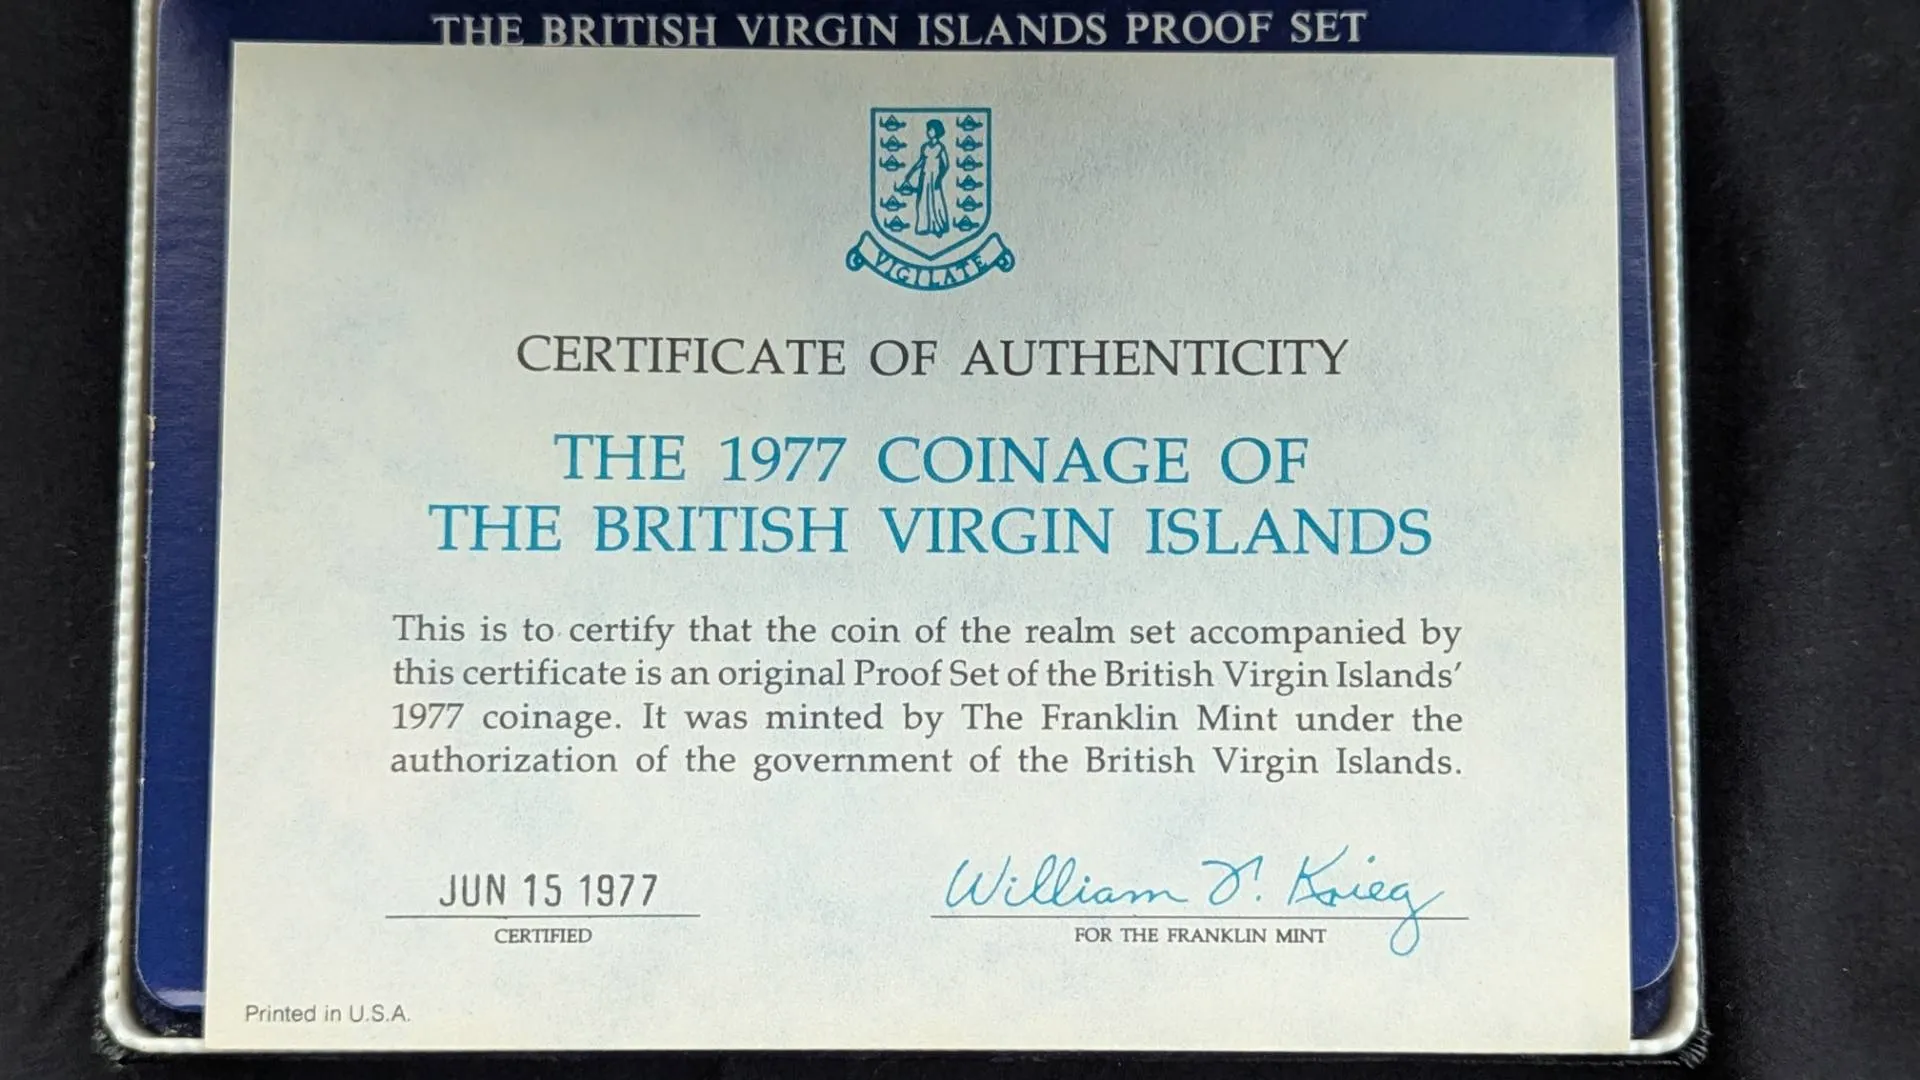 THE BRITISH VIRGIN ISLANDS PROOF SET
VIGILATE
CERTIFICATE OF AUTHENTICITY
THE 1977 COINAGE OF
THE BRITISH VIRGIN ISLANDS
This is to certify that the coin of the realm set accompanied by
this certificate is an original Proof Set of the British Virgin Islands’
1977 coinage. It was minted by The Franklin Mint under the
authorization of the government of the British Virgin Islands.
JUN 15 1977
CERTIFIED
William T. Krieg
FOR THE FRANKLIN MINT
Printed in U.S.A.